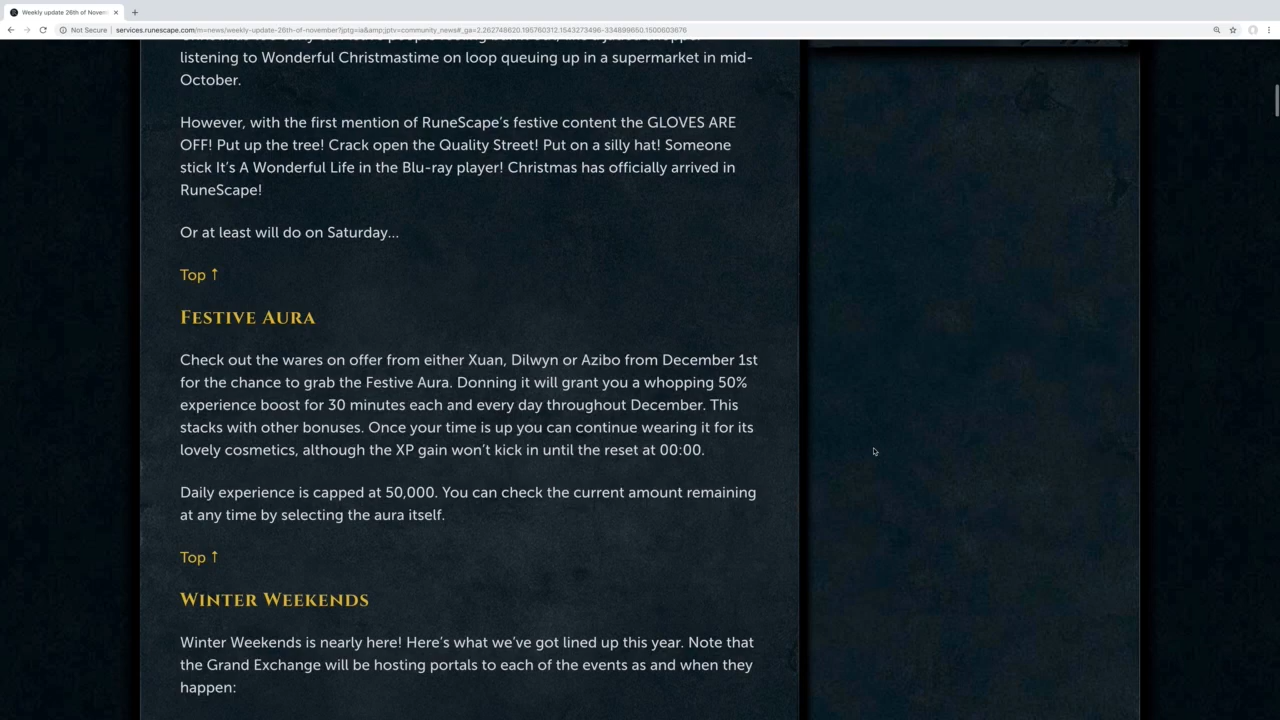 Weekly update 26th of Novem
Not Secure
services.runescape.com/m=news/weekly-update-26th-of-november?jptg=ia&amp;jptv=community_news#_ga=2.262748620.195760312.1543273496-334899650.1500603676
listening to Wonderful Christmastime on loop queuing up in a supermarket in mid-
October.
However, with the first mention of RuneScape's festive content the GLOVES ARE
OFF! Put up the tree! Crack open the Quality Street! Put on a silly hat! Someone
stick It's A Wonderful Life in the Blu-ray player! Christmas has officially arrived in
RuneScape!
Or at least will do on Saturday...
Top ↑
Festive Aura
Check out the wares on offer from either Xuan, Dilwyn or Azibo from December 1st
for the chance to grab the Festive Aura. Donning it will grant you a whopping 50%
experience boost for 30 minutes each and every day throughout December. This
stacks with other bonuses. Once your time is up you can continue wearing it for its
lovely cosmetics, although the XP gain won't kick in until the reset at 00:00.
Daily experience is capped at 50,000. You can check the current amount remaining
at any time by selecting the aura itself.
Top ↑
Winter Weekends
Winter Weekends is nearly here! Here's what we've got lined up this year. Note that
the Grand Exchange will be hosting portals to each of the events as and when they
happen: